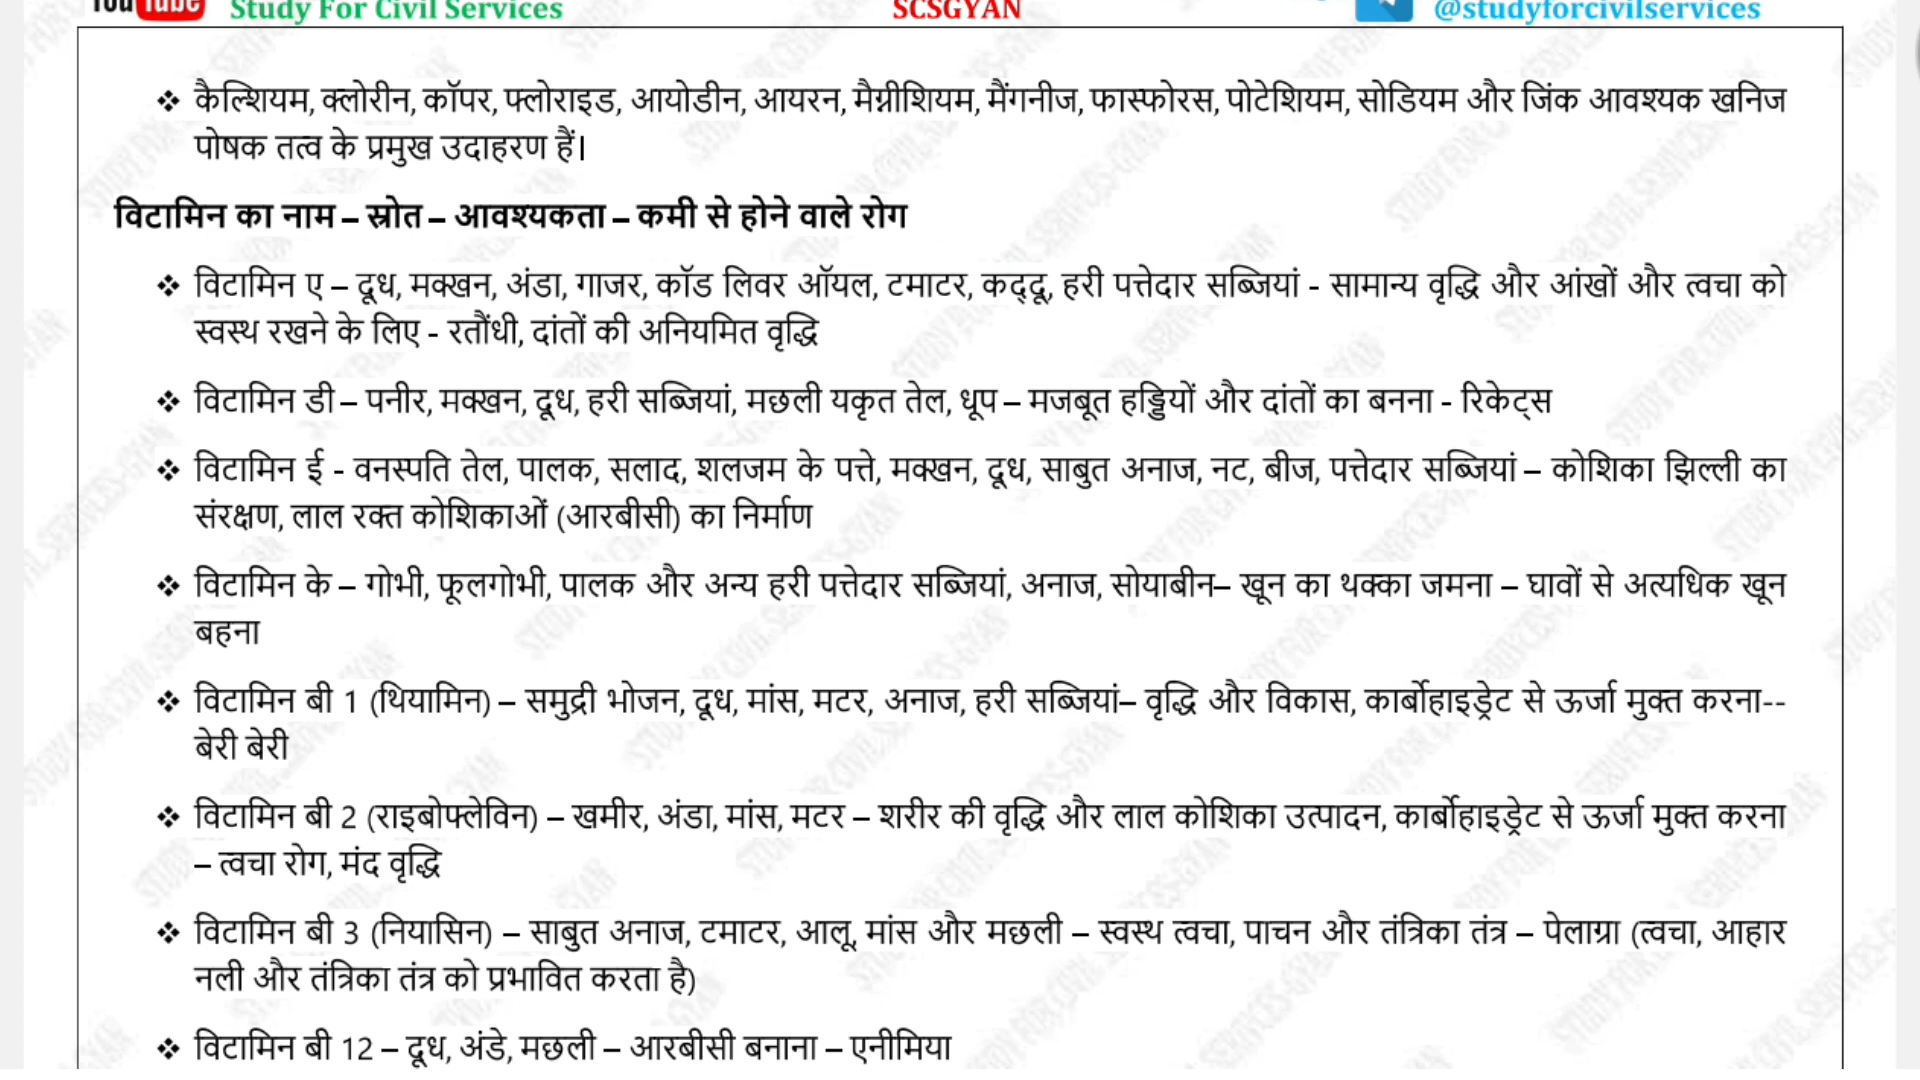 YouTube Study For Civil Services SCSGYAN @studyforcivilservices
❖ कैल्शियम, क्लोरीन, कॉपर, फ्लोराइड, आयोडीन, आयरन, मैग्नीशियम, मैंगनीज, फास्फोरस, पोटेशियम, सोडियम और जिंक आवश्यक खनिज
पोषक तत्व के प्रमुख उदाहरण हैं।
विटामिन का नाम – स्रोत – आवश्यकता – कमी से होने वाले रोग
❖ विटामिन ए – दूध, मक्खन, अंडा, गाजर, कॉड लिवर ऑयल, टमाटर, कद्दू, हरी पत्तेदार सब्जियां - सामान्य वृद्धि और आंखों और त्वचा को
स्वस्थ रखने के लिए - रतौंधी, दांतों की अनियमित वृद्धि
❖ विटामिन डी – पनीर, मक्खन, दूध, हरी सब्जियां, मछली यकृत तेल, धूप – मजबूत हड्डियों और दांतों का बनना - रिकेट्स
❖ विटामिन ई - वनस्पति तेल, पालक, सलाद, शलजम के पत्ते, मक्खन, दूध, साबुत अनाज, नट, बीज, पत्तेदार सब्जियां – कोशिका झिल्ली का
संरक्षण, लाल रक्त कोशिकाओं (आरबीसी) का निर्माण
❖ विटामिन के – गोभी, फूलगोभी, पालक और अन्य हरी पत्तेदार सब्जियां, अनाज, सोयाबीन– खून का थक्का जमना – घावों से अत्यधिक खून
बहना
❖ विटामिन बी 1 (थियामिन) – समुद्री भोजन, दूध, मांस, मटर, अनाज, हरी सब्जियां– वृद्धि और विकास, कार्बोहाइड्रेट से ऊर्जा मुक्त करना--
बेरी बेरी
❖ विटामिन बी 2 (राइबोफ्लेविन) – खमीर, अंडा, मांस, मटर – शरीर की वृद्धि और लाल कोशिका उत्पादन, कार्बोहाइड्रेट से ऊर्जा मुक्त करना
– त्वचा रोग, मंद वृद्धि
❖ विटामिन बी 3 (नियासिन) – साबुत अनाज, टमाटर, आलू, मांस और मछली – स्वस्थ त्वचा, पाचन और तंत्रिका तंत्र – पेलाग्रा (त्वचा, आहार
नली और तंत्रिका तंत्र को प्रभावित करता है)
❖ विटामिन बी 12 – दूध, अंडे, मछली – आरबीसी बनाना – एनीमिया